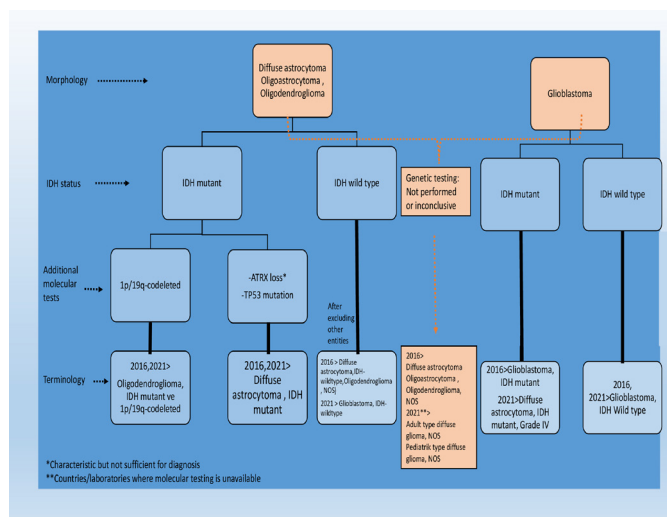 Morphology
Diffuse astrocytoma
Oligoastrocytoma ,
Oligodendroglioma
Glioblastoma
IDH status
IDH mutant
IDH wild type
Genetic testing:
Not performed
or inconclusive
IDH mutant
IDH wild type
Additional
molecular
tests
1p/19q-codeleted
-ATRX loss*
-TP53 mutation
After
excluding
other
entities
Terminology
2016,2021>
Oligodendroglioma,
IDH mutant ve
1p/19q-codeleted
2016,2021>
Diffuse
astrocytoma , IDH
mutant
2016 > Diffuse
astrocytoma,IDH-
wildtype,Oligodendroglioma
, NOS)
2021 > Glioblastoma, IDH-
wildtype
2016>
Diffuse astrocytoma
Oligoastrocytoma ,
Oligodendroglioma,
NOS
2021**>
Adult type diffuse
glioma, NOS
Pediatrik type diffuse
glioma, NOS
2016>Glioblastoma,
IDH mutant
2021>Diffuse
astrocytoma, IDH
mutant, Grade IV
2016,
2021>Glioblastoma,
IDH Wild type
*Characteristic but not sufficient for diagnosis
**Countries/laboratories where molecular testing is unavailable